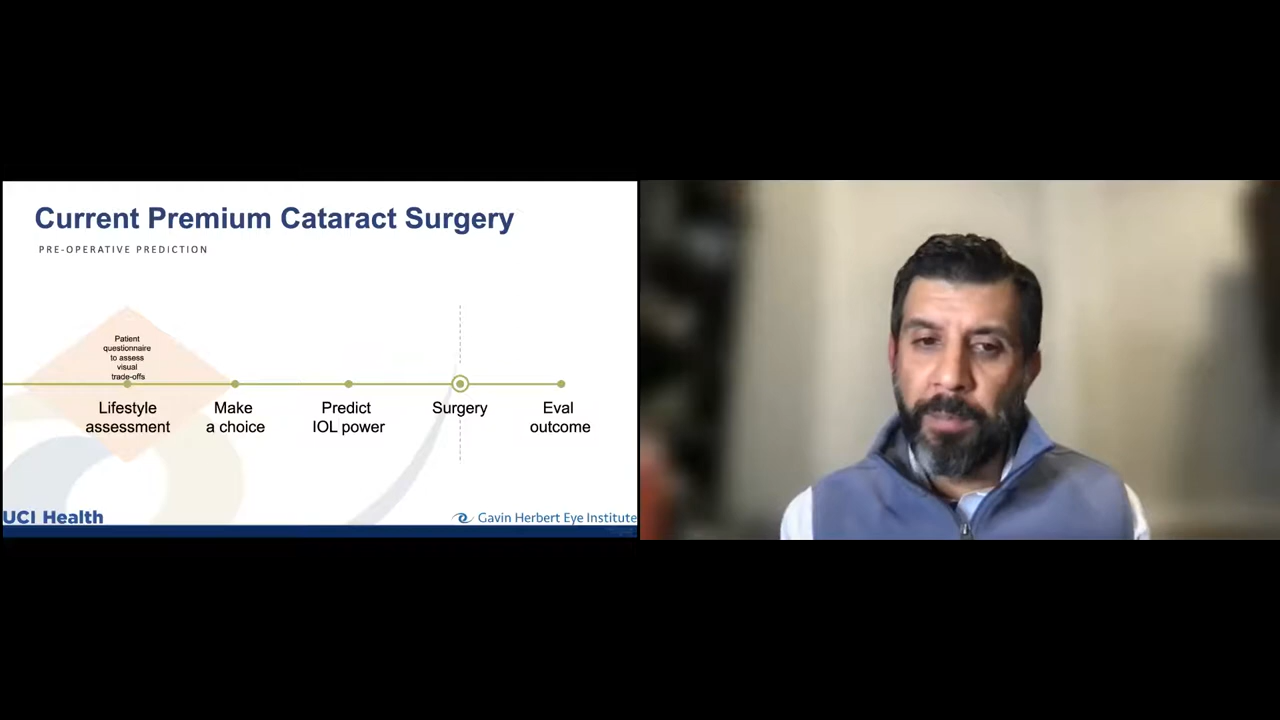 Current Premium Cataract Surgery
PRE-OPERATIVE PREDICTION
Patient
questionnaire
to assess
visual
trade-offs
Lifestyle
assessment
Make
a choice
Predict
IOL power
Surgery
Eval
outcome
UCI Health
Gavin Herbert Eye Institute